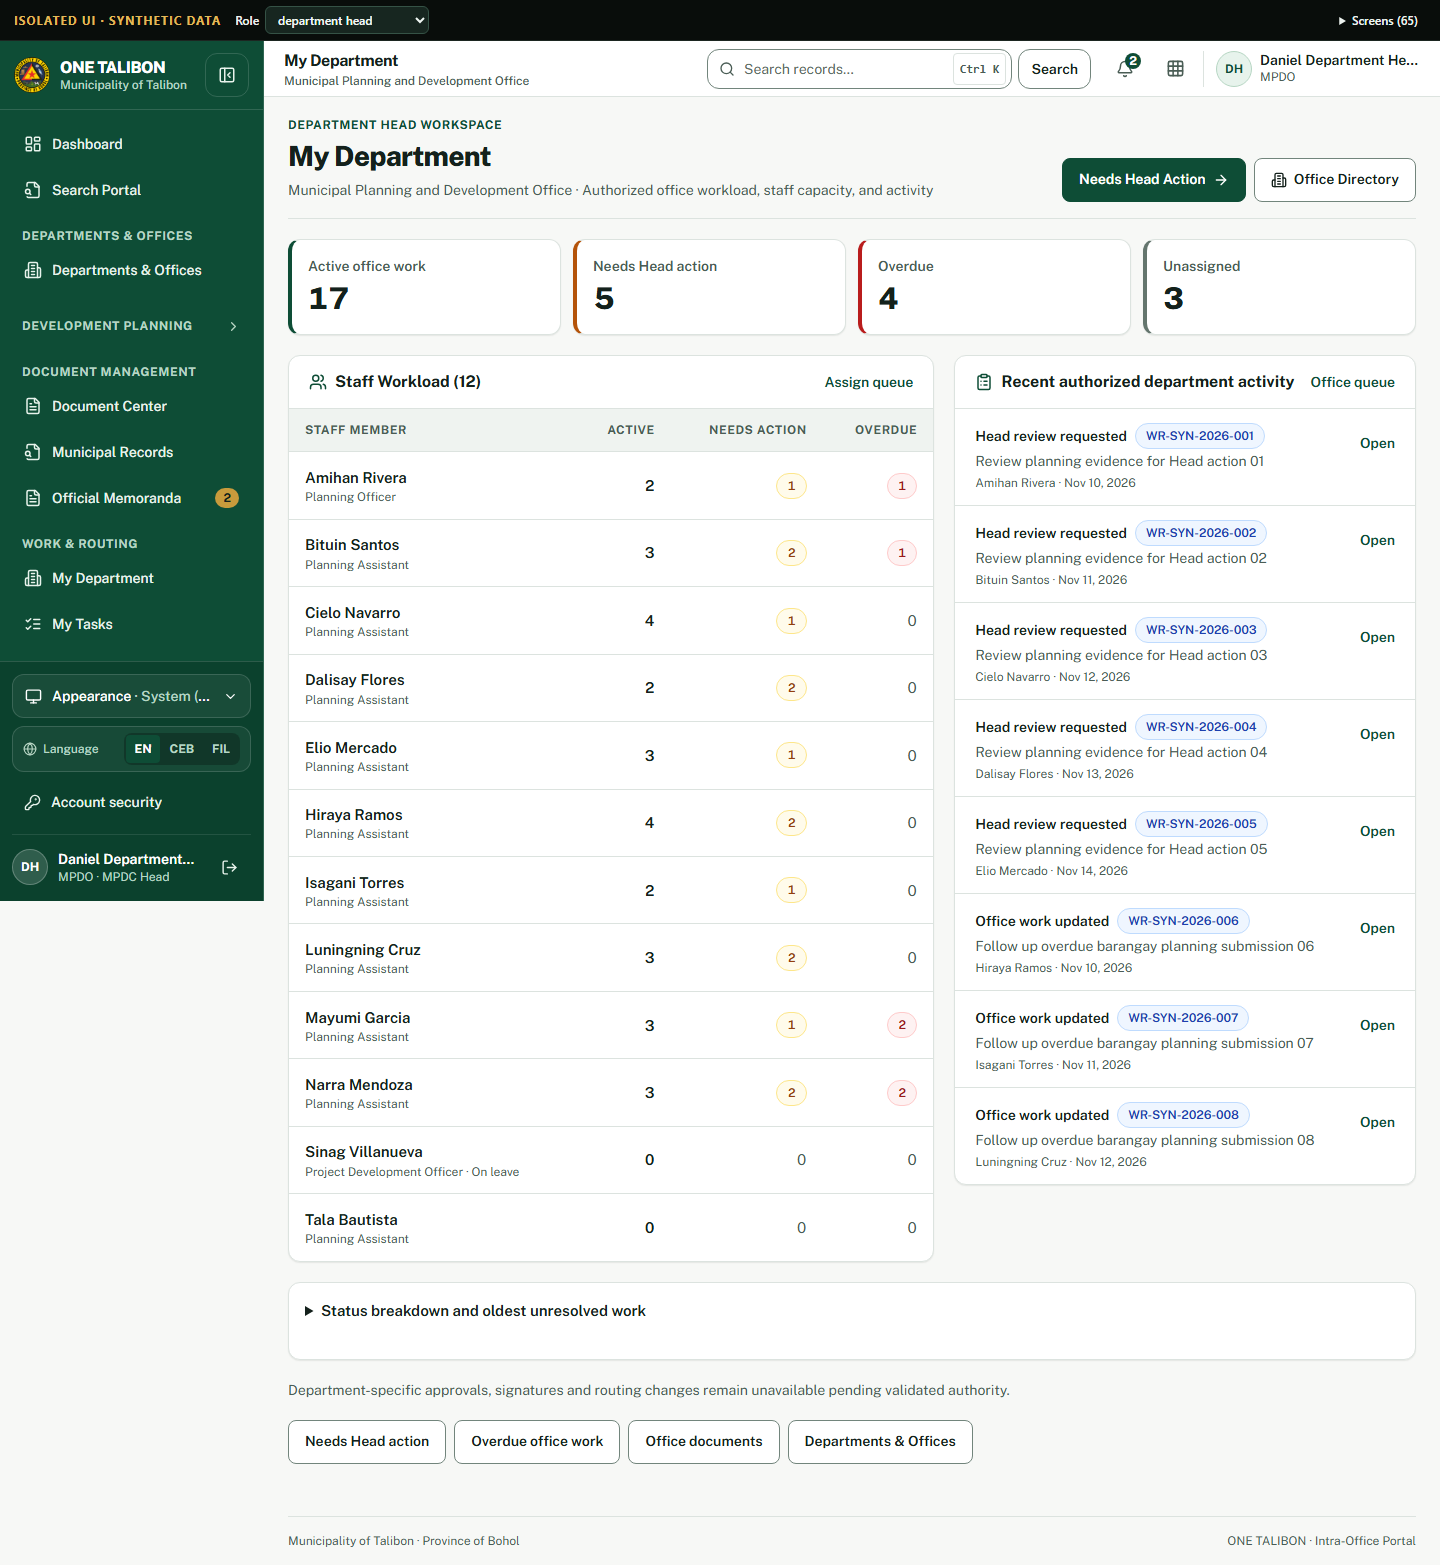 ISOLATED UI · SYNTHETIC DATA Role department head Screens (65)
ONE TALIBON
Municipality of Talibon
Dashboard
Search Portal
DEPARTMENTS & OFFICES
Departments & Offices
DEVELOPMENT PLANNING
DOCUMENT MANAGEMENT
Document Center
Municipal Records
Official Memoranda 2
WORK & ROUTING
My Department
My Tasks
Appearance · System (...
Language EN CEB FIL
Account security
DH Daniel Department...
MPDO · MPDC Head
My Department
Municipal Planning and Development Office
Search records... Ctrl K Search 2
DH Daniel Department He...
MPDO
DEPARTMENT HEAD WORKSPACE
My Department
Municipal Planning and Development Office · Authorized office workload, staff capacity, and activity
Needs Head Action
Office Directory
Active office work
17
Needs Head action
5
Overdue
4
Unassigned
3
Staff Workload (12) Assign queue
STAFF MEMBER ACTIVE NEEDS ACTION OVERDUE
Amihan Rivera 2 1 1
Planning Officer
Bituin Santos 3 2 1
Planning Assistant
Cielo Navarro 4 1 0
Planning Assistant
Dalisay Flores 2 2 0
Planning Assistant
Elio Mercado 3 1 0
Planning Assistant
Hiraya Ramos 4 2 0
Planning Assistant
Isagani Torres 2 1 0
Planning Assistant
Luningning Cruz 3 2 0
Planning Assistant
Mayumi Garcia 3 1 2
Planning Assistant
Narra Mendoza 3 2 2
Planning Assistant
Sinag Villanueva 0 0 0
Project Development Officer · On leave
Tala Bautista 0 0 0
Planning Assistant
Recent authorized department activity Office queue
Head review requested WR-SYN-2026-001 Open
Review planning evidence for Head action 01
Amihan Rivera · Nov 10, 2026
Head review requested WR-SYN-2026-002 Open
Review planning evidence for Head action 02
Bituin Santos · Nov 11, 2026
Head review requested WR-SYN-2026-003 Open
Review planning evidence for Head action 03
Cielo Navarro · Nov 12, 2026
Head review requested WR-SYN-2026-004 Open
Review planning evidence for Head action 04
Dalisay Flores · Nov 13, 2026
Head review requested WR-SYN-2026-005 Open
Review planning evidence for Head action 05
Elio Mercado · Nov 14, 2026
Office work updated WR-SYN-2026-006 Open
Follow up overdue barangay planning submission 06
Hiraya Ramos · Nov 10, 2026
Office work updated WR-SYN-2026-007 Open
Follow up overdue barangay planning submission 07
Isagani Torres · Nov 11, 2026
Office work updated WR-SYN-2026-008 Open
Follow up overdue barangay planning submission 08
Luningning Cruz · Nov 12, 2026
Status breakdown and oldest unresolved work
Department-specific approvals, signatures and routing changes remain unavailable pending validated authority.
Needs Head action
Overdue office work
Office documents
Departments & Offices
Municipality of Talibon · Province of Bohol
ONE TALIBON · Intra-Office Portal